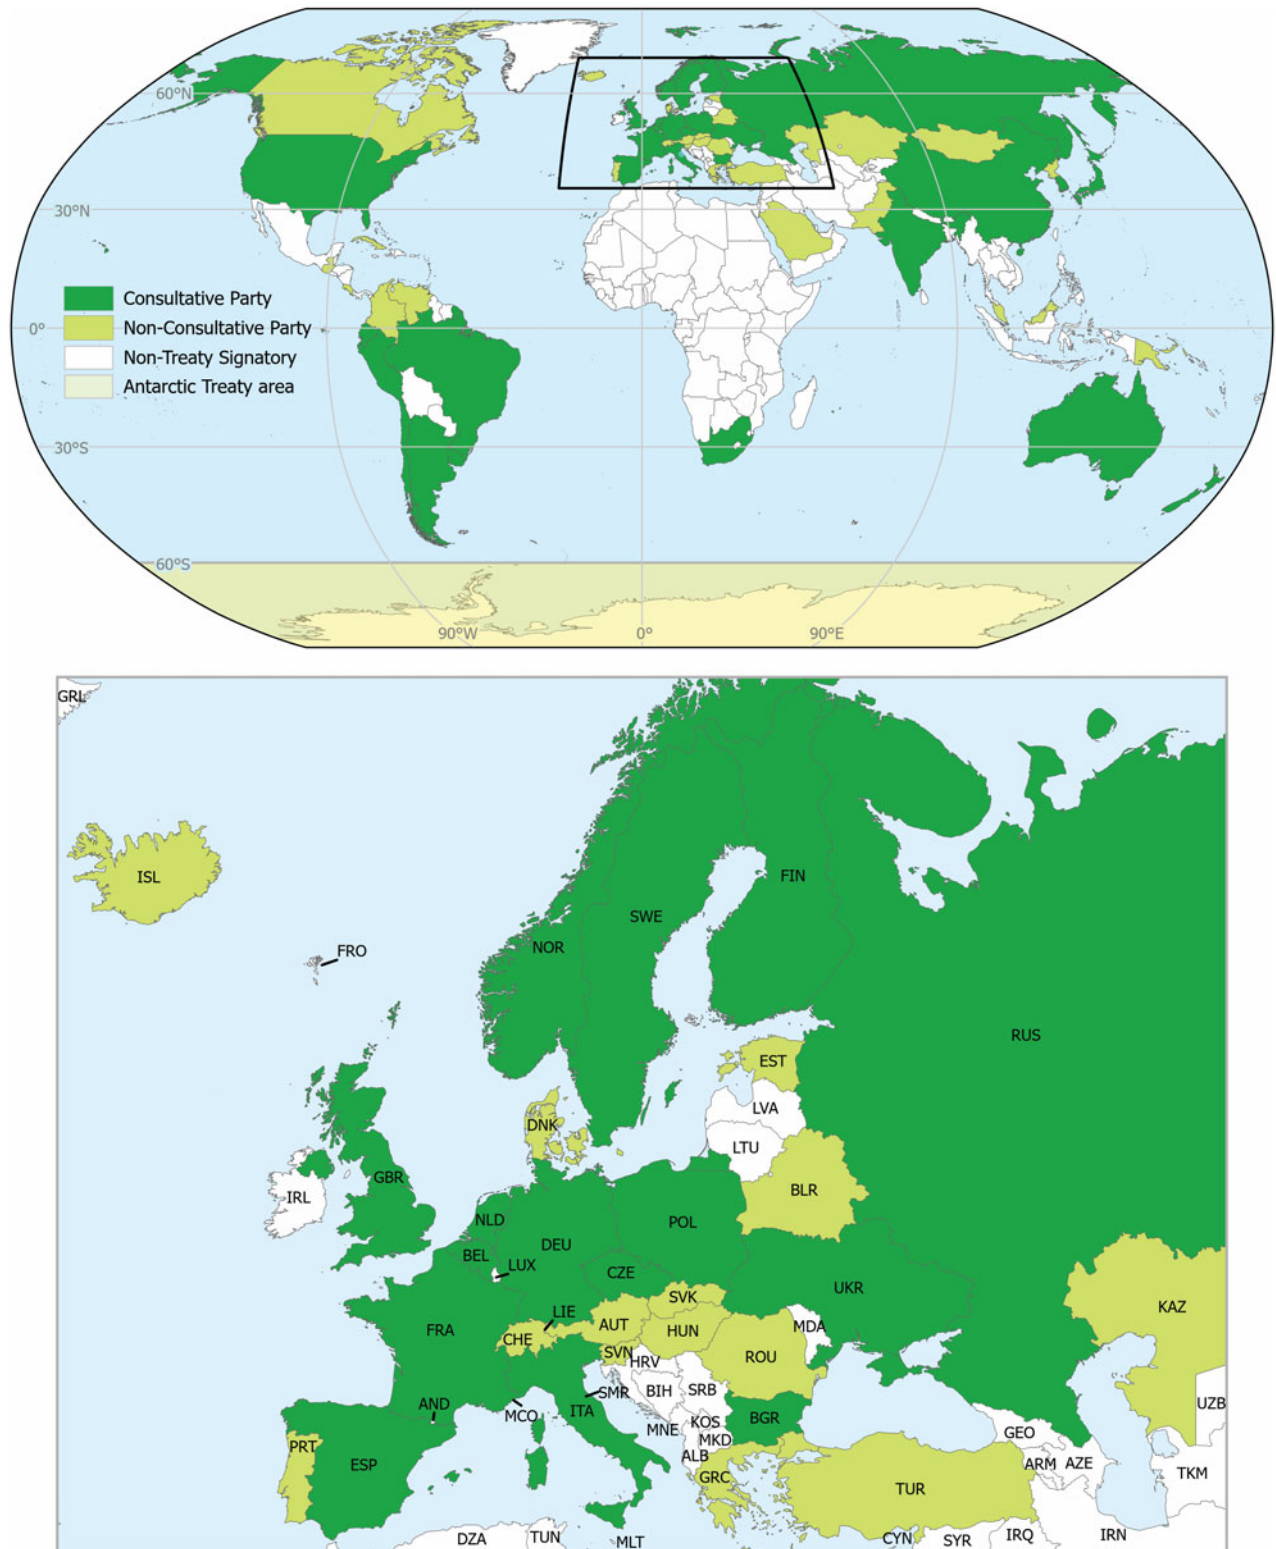 60°N
30°N
Consultative Party
Non-Consultative Party
0°
Non-Treaty Signatory
Antarctic Treaty area
30°S
60°S
90°W 0° 90°E
GRL
ISL
FIN
SWE
FRO
NOR
RUS
EST
LVA
DNK
LTU
GBR
BLR
IRL
NLD
POL
DEU
BEL
LUX
CZE
UKR
SVK
KAZ
LIE
AUT
MDA
FRA
HUN
CHE
SVN
ROU
HRV
SMR
BIH
SRB
AND
UZB
ITA
MCO
BGR
KOS
MNE
GEO
MKD
PRT
ALB
ESP
ARM
AZE
TKM
GRC
TUR
DZA
TUN
MLT
CYN
SYR
IRQ
IRN